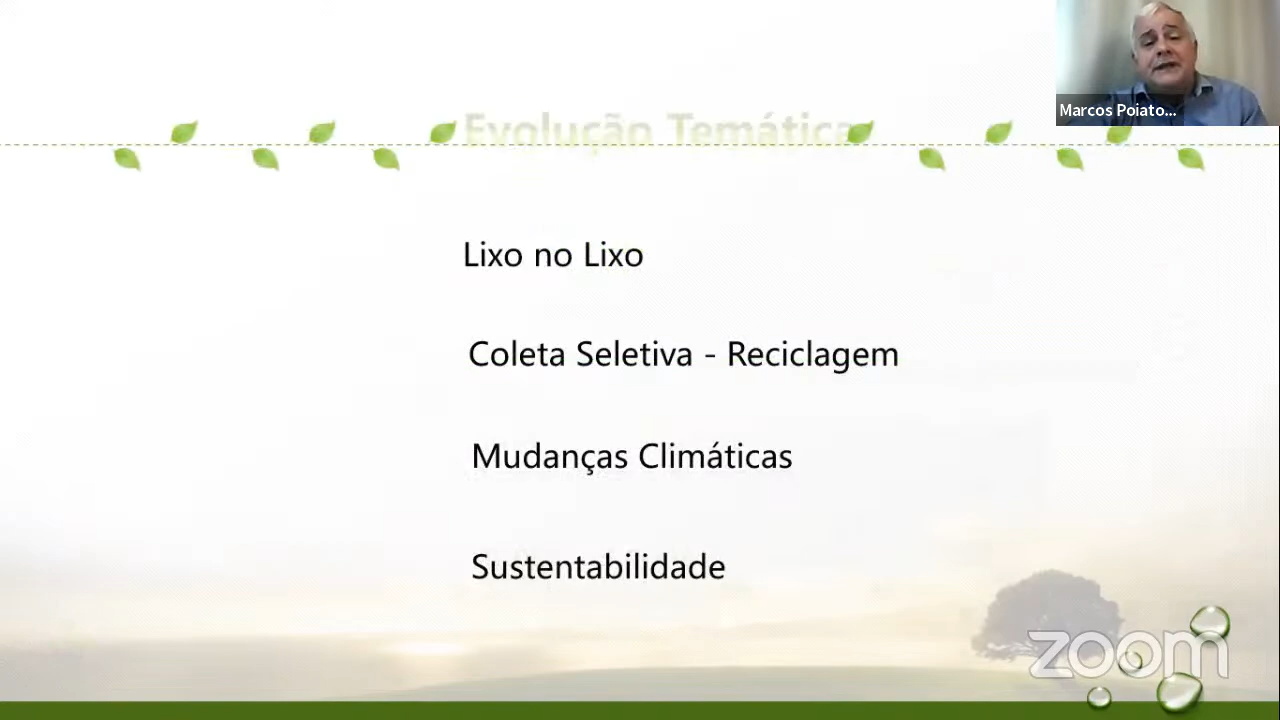 Marcos Poiato...
Evolução Temática
Lixo no Lixo
Coleta Seletiva - Reciclagem
Mudanças Climáticas
Sustentabilidade
zoom